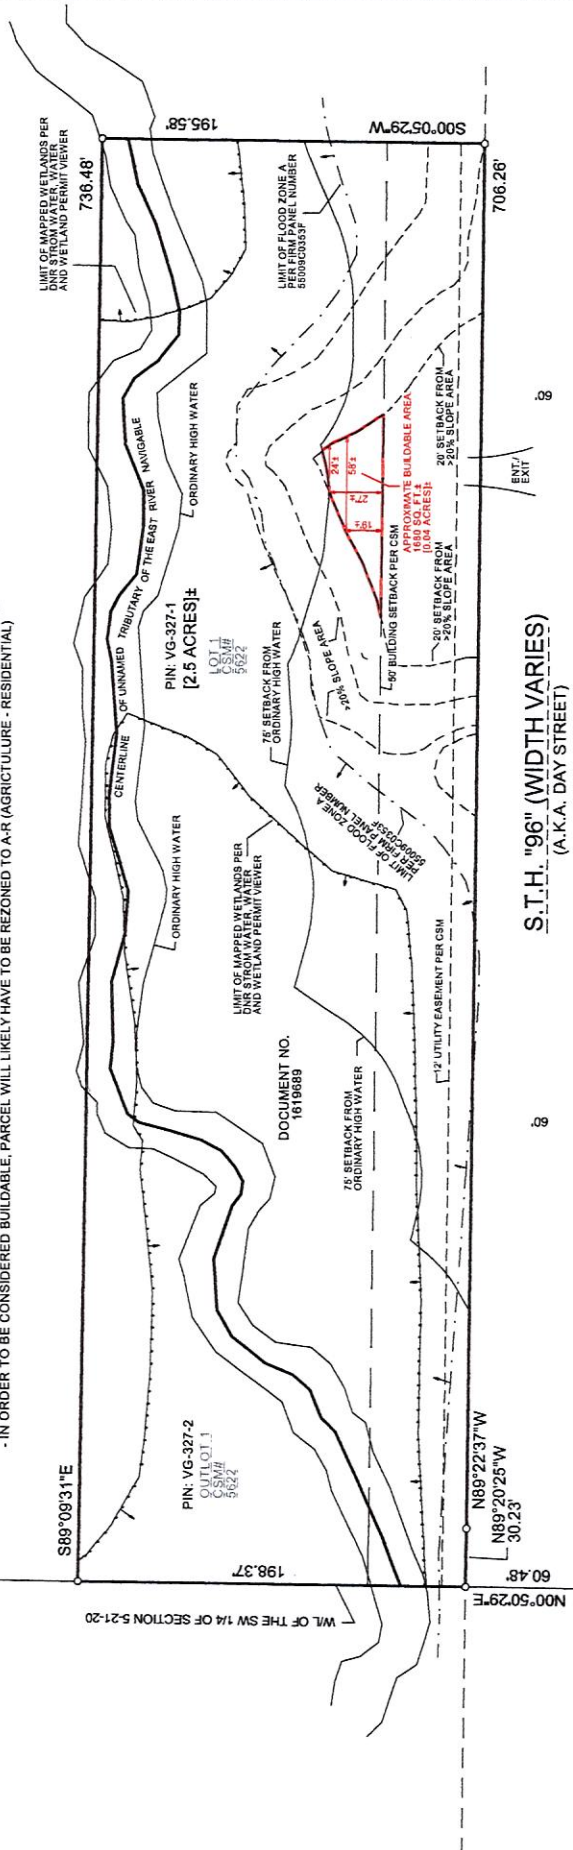 - IN ORDER TO BE CONSIDERED BUILDABLE, PARCEL WILL LIKELY HAVE TO BE REZONED TO A-R (AGRICTULURE - RESIDENTIAL)
S89°09'31"E
736.48'
LIMIT OF MAPPED WETLANDS PER
DNR STROM WATER, WATER
AND WETLAND PERMIT VIEWER
195.58'
S00°05'29"W
CENTERLINE OF UNNAMED TRIBUTARY OF THE EAST RIVER NAVIGABLE
ORDINARY HIGH WATER
PIN: VG-327-1
[2.5 ACRES]±
LOT 1
CSM#
5622
LIMIT OF FLOOD ZONE A
PER FIRM PANEL NUMBER
55009C0353F
ORDINARY HIGH WATER
75' SETBACK FROM
ORDINARY HIGH WATER
>20% SLOPE AREA
24'±
58'±
27'±
19'±
APPROXIMATE BUILDABLE AREA
1680 SQ. FT.±
[0.04 ACRES]±
50' BUILDING SETBACK PER CSM
LIMIT OF FLOOD ZONE A
PER FIRM PANEL NUMBER
55009C0353F
LIMIT OF MAPPED WETLANDS PER
DNR STROM WATER, WATER
AND WETLAND PERMIT VIEWER
DOCUMENT NO.
1619689
75' SETBACK FROM
ORDINARY HIGH WATER
20' SETBACK FROM
>20% SLOPE AREA
20' SETBACK FROM
>20% SLOPE AREA
12' UTILITY EASEMENT PER CSM
PIN: VG-327-2
OUTLOT 1
CSM#
5622
198.37'
W/L OF THE SW 1/4 OF SECTION 5-21-20
N89°22'37"W
N89°20'25"W
30.23'
706.26'
60.48'
N00°50'29"E
ENT./
EXIT
60'
60'
S.T.H. "96" (WIDTH VARIES)
(A.K.A. DAY STREET)